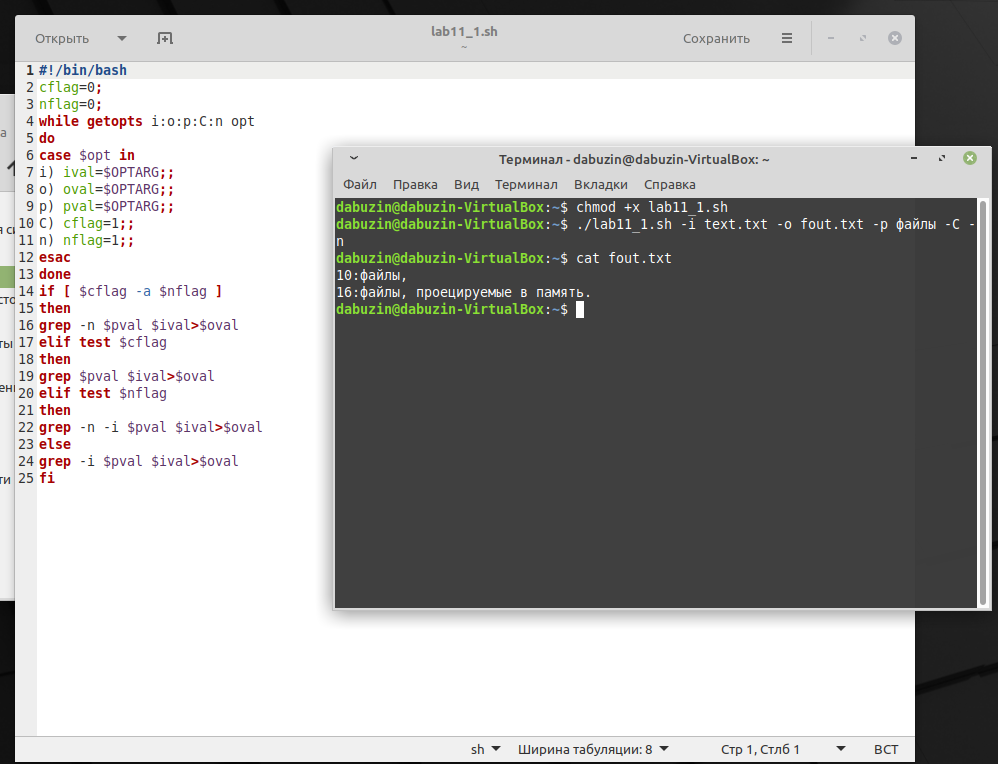 Открыть
lab11_1.sh
~
Сохранить
1 #!/bin/bash
2 cflag=0;
3 nflag=0;
4 while getopts i:o:p:C:n opt
5 do
6 case $opt in
7 i) ival=$OPTARG;;
8 o) oval=$OPTARG;;
9 p) pval=$OPTARG;;
10 C) cflag=1;;
11 n) nflag=1;;
12 esac
13 done
14 if [ $cflag -a $nflag ]
15 then
16 grep -n $pval $ival>$oval
17 elif test $cflag
18 then
19 grep $pval $ival>$oval
20 elif test $nflag
21 then
22 grep -n -i $pval $ival>$oval
23 else
24 grep -i $pval $ival>$oval
25 fi
Терминал - dabuzin@dabuzin-VirtualBox: ~
Файл Правка Вид Терминал Вкладки Справка
dabuzin@dabuzin-VirtualBox:~$ chmod +x lab11_1.sh
dabuzin@dabuzin-VirtualBox:~$ ./lab11_1.sh -i text.txt -o fout.txt -p файлы -C -
n
dabuzin@dabuzin-VirtualBox:~$ cat fout.txt
10:файлы,
16:файлы, проецируемые в память.
dabuzin@dabuzin-VirtualBox:~$
sh Ширина табуляции: 8 Стр 1, Стлб 1 ВСТ